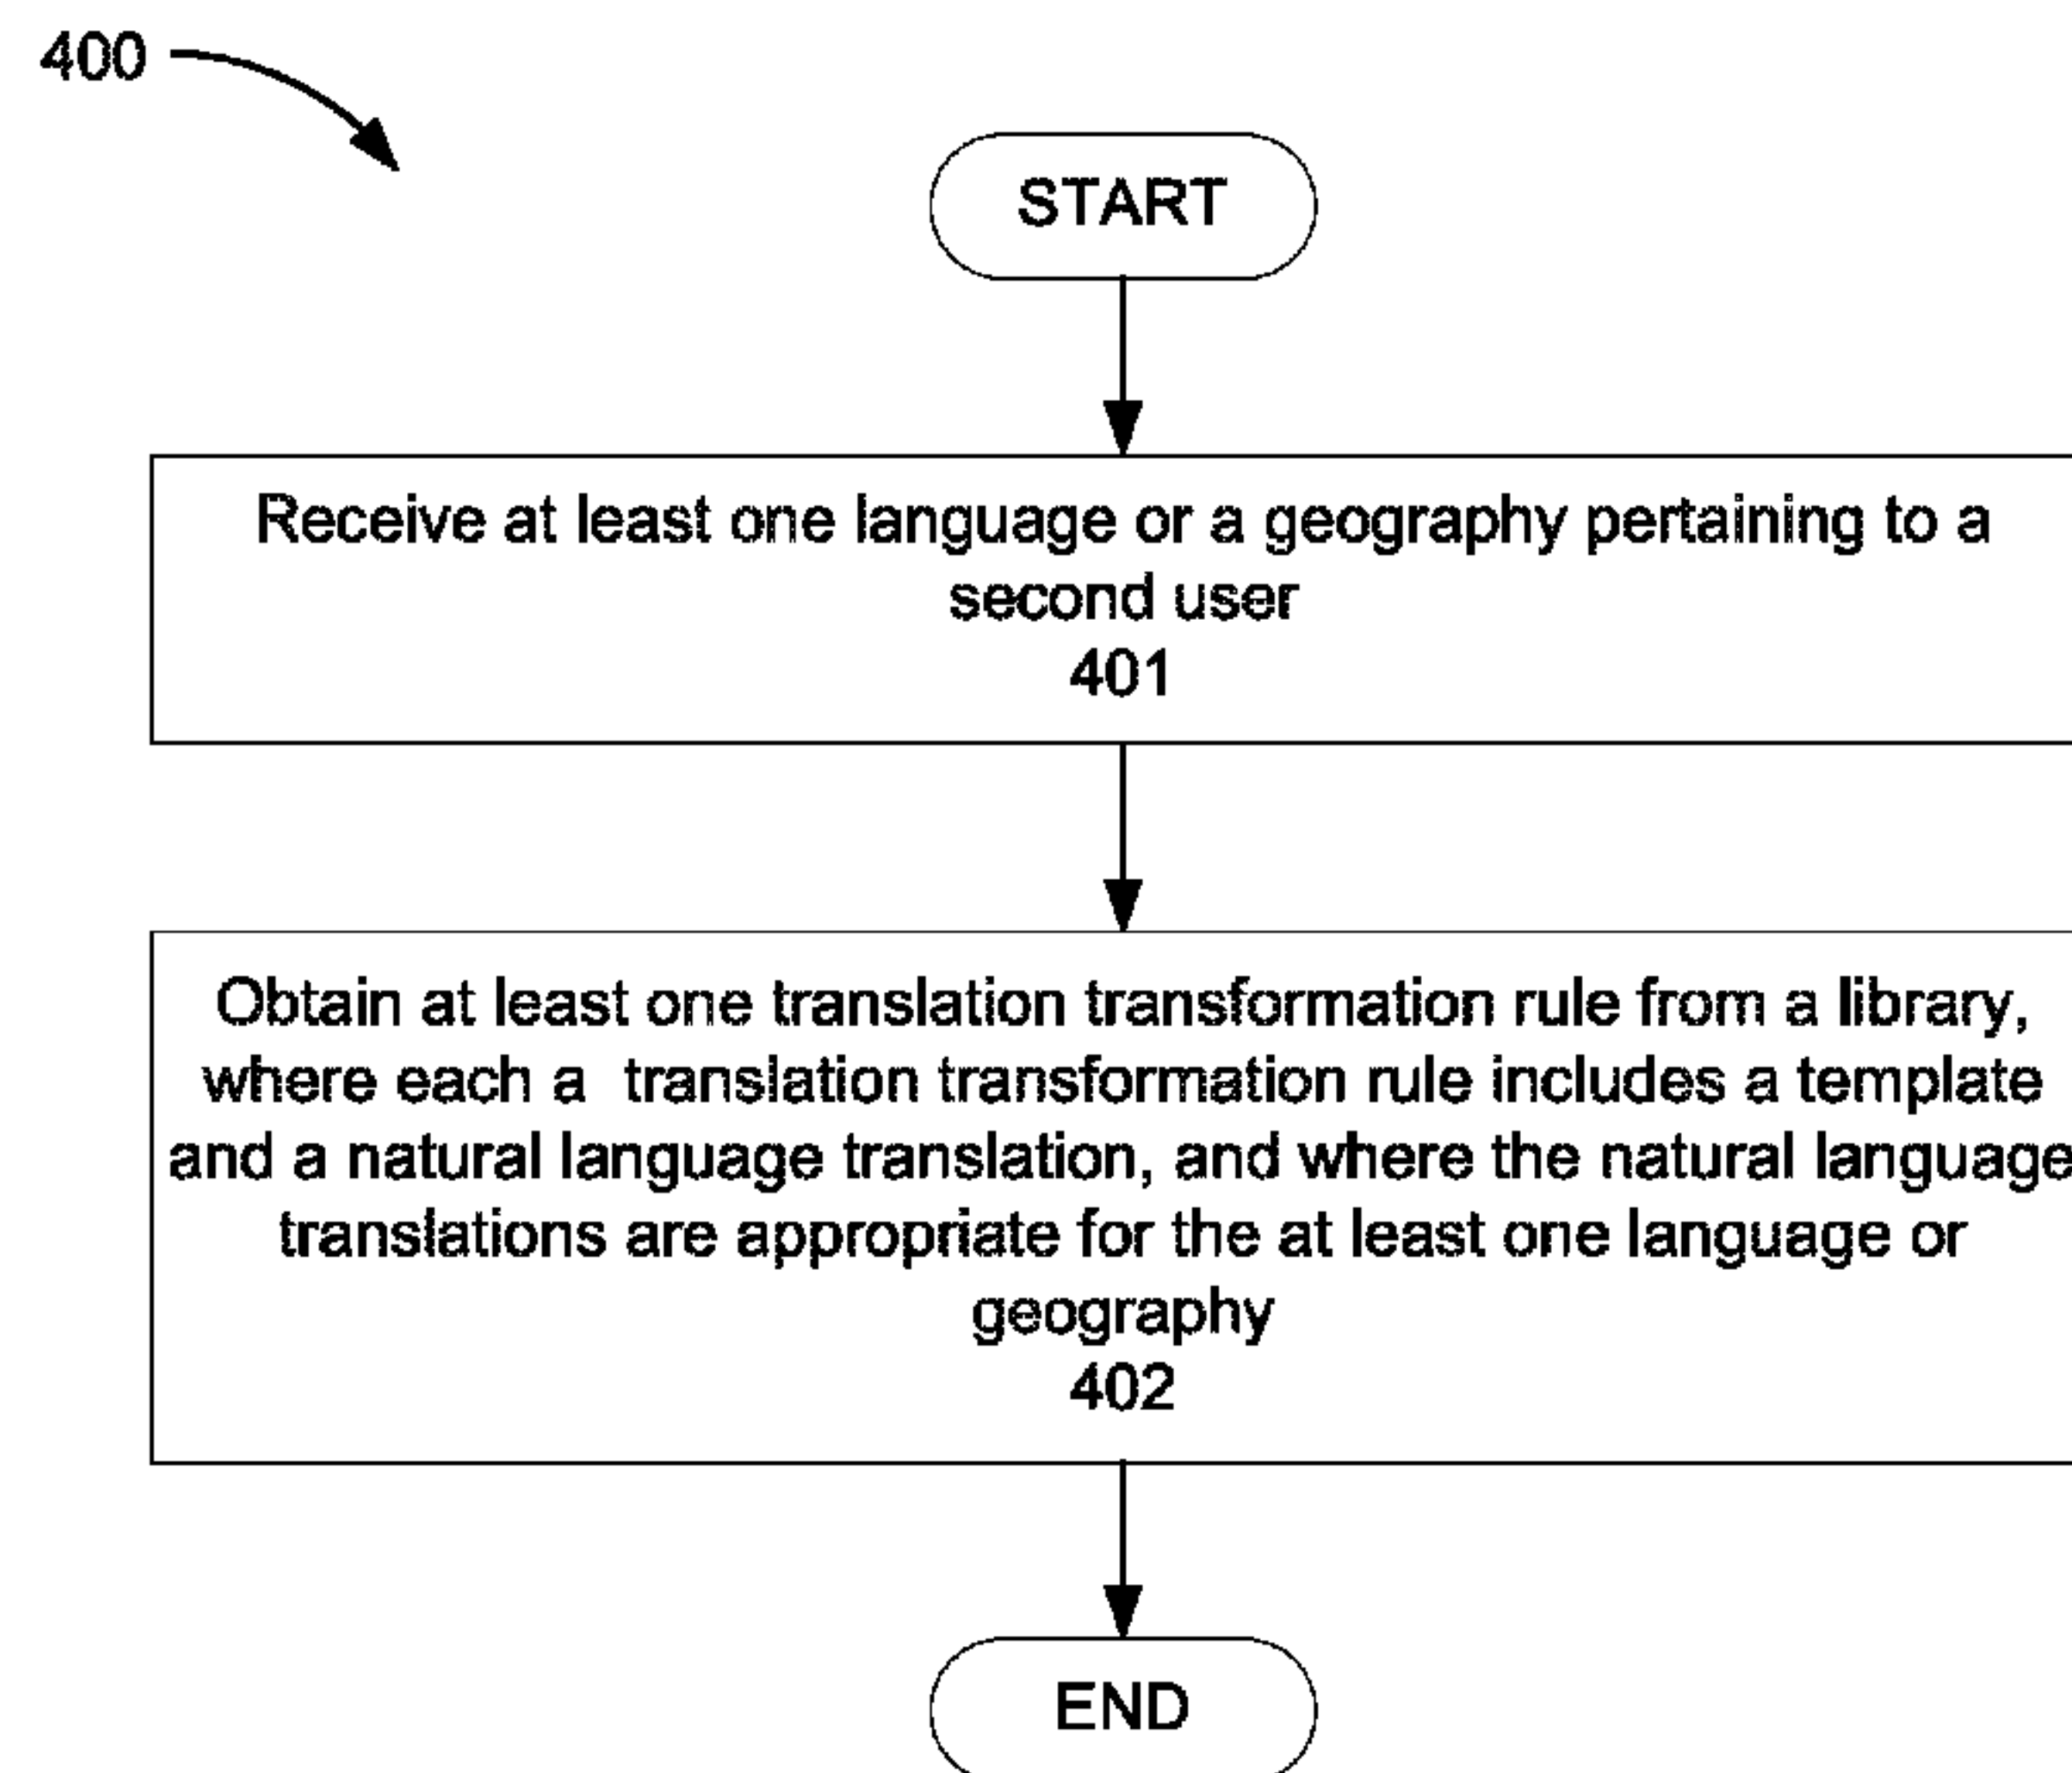 400
START
Receive at least one language or a geography pertaining to a
second user
401
Obtain at least one translation transformation rule from a library,
where each a translation transformation rule includes a template
and a natural language translation, and where the natural language
translations are appropriate for the at least one language or
geography
402
END